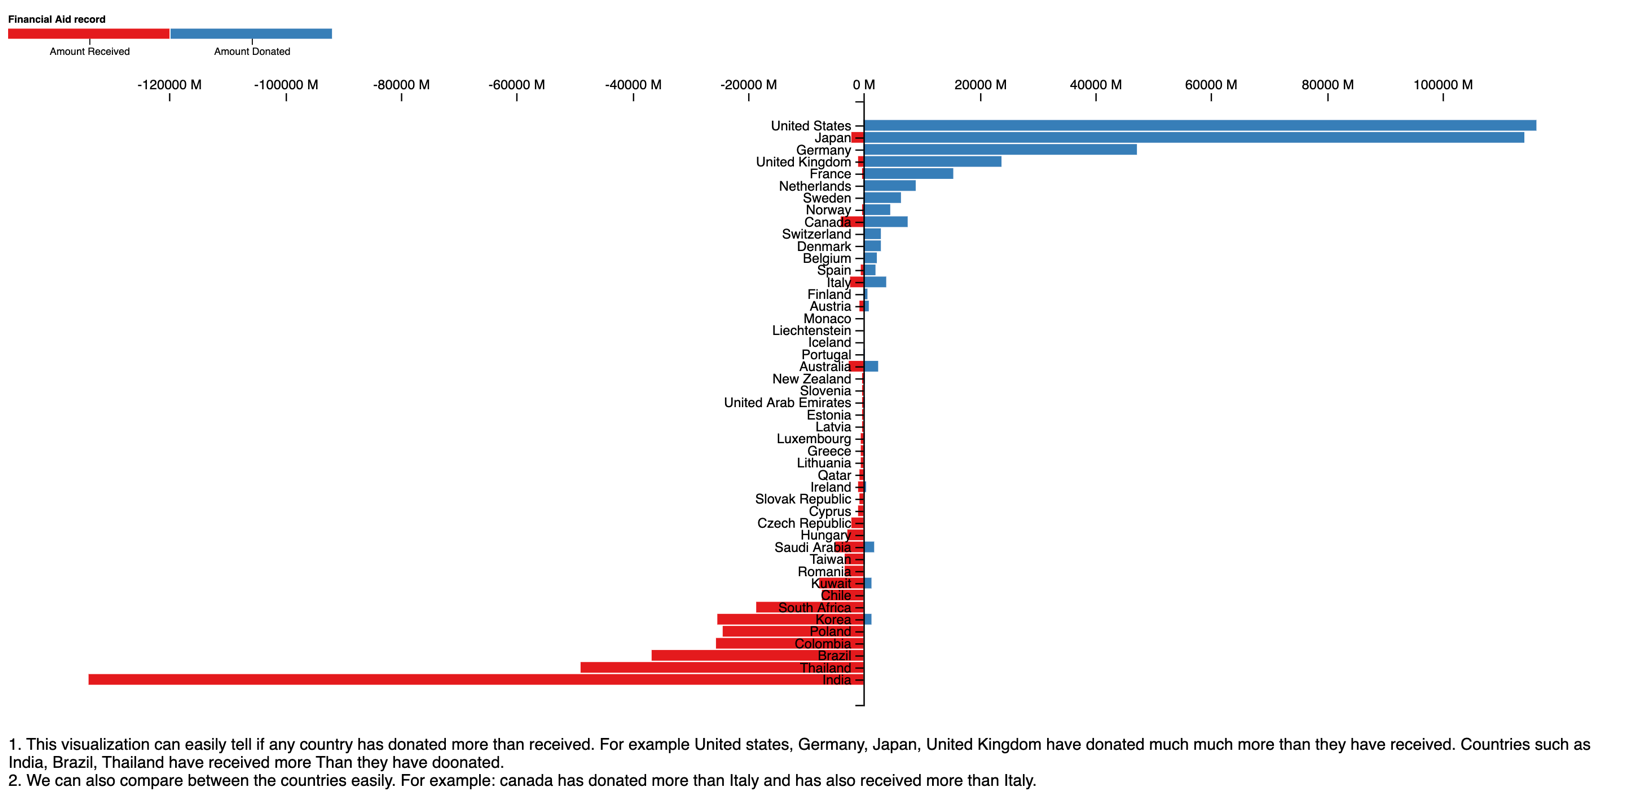 Financial Aid record
Amount Received Amount Donated
-120000 M -100000 M -80000 M -60000 M -40000 M -20000 M 0 M 20000 M 40000 M 60000 M 80000 M 100000 M
United States
Japan
Germany
United Kingdom
France
Netherlands
Sweden
Norway
Canada
Switzerland
Denmark
Belgium
Spain
Italy
Finland
Austria
Monaco
Liechtenstein
Iceland
Portugal
Australia
New Zealand
Slovenia
United Arab Emirates
Estonia
Latvia
Luxembourg
Greece
Lithuania
Qatar
Ireland
Slovak Republic
Cyprus
Czech Republic
Hungary
Saudi Arabia
Taiwan
Romania
Kuwait
Chile
South Africa
Korea
Poland
Colombia
Brazil
Thailand
India
1. This visualization can easily tell if any country has donated more than received. For example United states, Germany, Japan, United Kingdom have donated much much more than they have received. Countries such as
India, Brazil, Thailand have received more Than they have doonated.
2. We can also compare between the countries easily. For example: canada has donated more than Italy and has also received more than Italy.